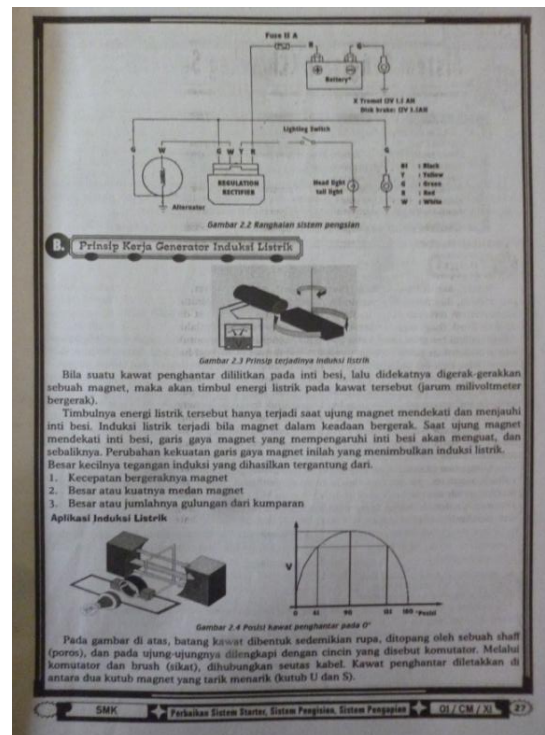 Fuse 10 A
R
G
Battery
X Tromol 12V 3.5 AH
Disk brake: 12V 5AH
Lighting Switch
G
W
G W Y R
G
REGULATION
RECTIFIER
Head light
tail light
Bl : Black
Y : Yellow
G : Green
R : Red
W : White
Alternator
Gambar 2.2 Rangkaian sistem pengsian
B. Prinsip Kerja Generator Induksi Listrik
Gambar 2.3 Prinsip terjadinya induksi listrik
Bila suatu kawat penghantar dililitkan pada inti besi, lalu didekatnya digerak-gerakkan
sebuah magnet, maka akan timbul energi listrik pada kawat tersebut (jarum milivoltmeter
bergerak).
Timbulnya energi listrik tersebut hanya terjadi saat ujung magnet mendekati dan menjauhi
inti besi. Induksi listrik terjadi bila magnet dalam keadaan bergerak. Saat ujung magnet
mendekati inti besi, garis gaya magnet yang mempengaruhi inti besi akan menguat, dan
sebaliknya. Perubahan kekuatan garis gaya magnet inilah yang menimbulkan induksi listrik.
Besar kecilnya tegangan induksi yang dihasilkan tergantung dari.
1. Kecepatan bergeraknya magnet
2. Besar atau kuatnya medan magnet
3. Besar atau jumlahnya gulungan dari kumparan
Aplikasi Induksi Listrik
V
0 45 90 135 180 Posisi
Gambar 2.4 Posisi kawat penghantar pada 0°
Pada gambar di atas, batang kawat dibentuk sedemikian rupa, ditopang oleh sebuah shaff
(poros), dan pada ujung-ujungnya dilengkapi dengan cincin yang disebut komutator. Melalui
komutator dan brush (sikat), dihubungkan seutas kabel. Kawat penghantar diletakkan di
antara dua kutub magnet yang tarik menarik (kutub U dan S).
SMK
Perbaikan Sistem Starter, Sistem Pengisian, Sistem Pengapian
OI / CM / XI
27